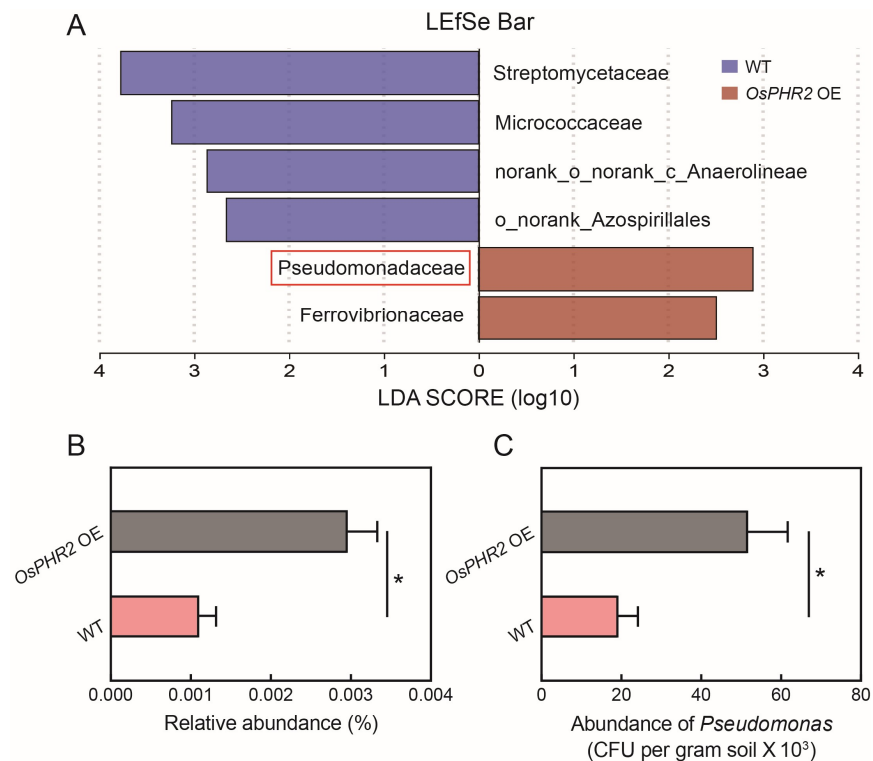 A
LEfSe Bar
Streptomycetaceae
WT
OsPHR2 OE
Micrococcaceae
norank_o_norank_c_Anaerolineae
o_norank_Azospirillales
Pseudomonadaceae
Ferrovibrionaceae
4 3 2 1 0 1 2 3 4
LDA SCORE (log10)
B
OsPHR2 OE
*
WT
0.000 0.001 0.002 0.003 0.004
Relative abundance (%)
C
OsPHR2 OE
*
WT
0 20 40 60 80
Abundance of Pseudomonas
(CFU per gram soil X 10³)